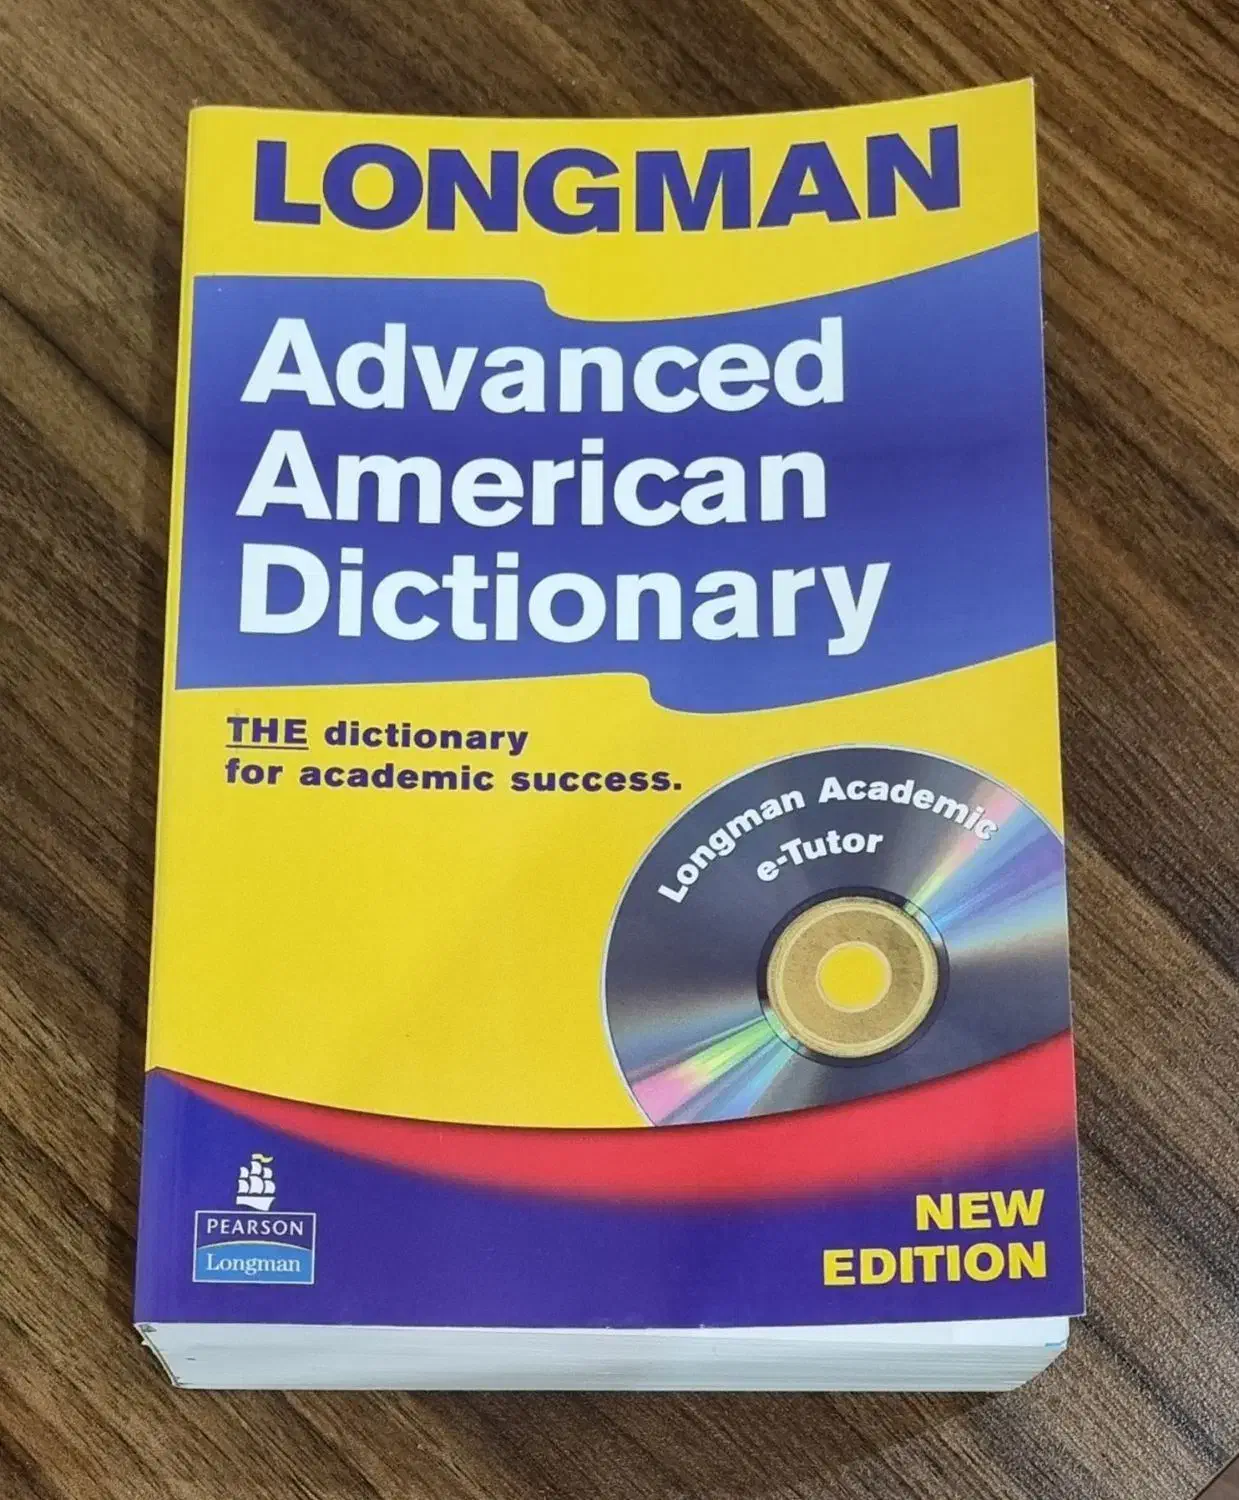 LONGMAN
Advanced
American
Dictionary
THE dictionary
for academic success.
Longman Academic
e-Tutor
PEARSON
Longman
NEW
EDITION